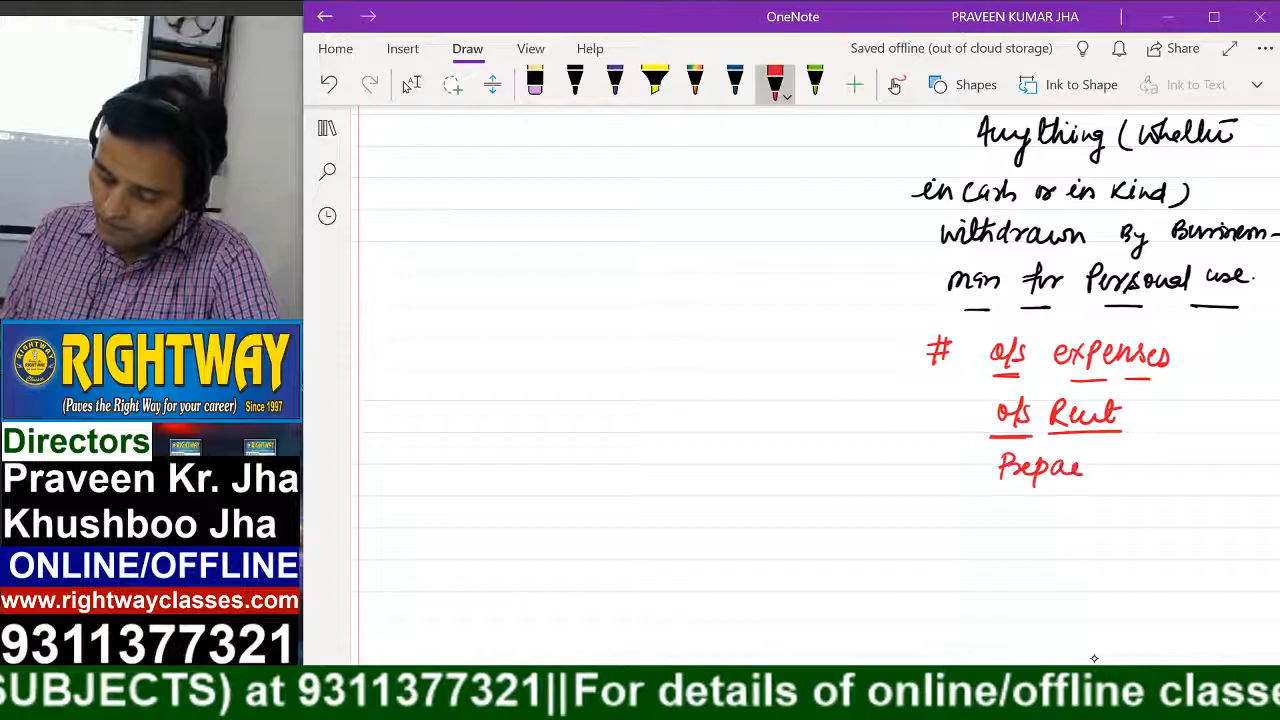 OneNote
PRAVEEN KUMAR JHA
Home Insert Draw View Help
Saved offline (out of cloud storage)
Share
Shapes
Ink to Shape
Ink to Text
Anything (Whether
in Cash or in Kind)
withdrawn By Business-
man for Personal use.
# o/s expenses
o/s Rent
Prepae
RIGHTWAY
(Paves the Right Way for your career) Since 1997
Directors
Praveen Kr. Jha
Khushboo Jha
ONLINE/OFFLINE
www.rightwayclasses.com
9311377321
SUBJECTS) at 9311377321||For details of online/offline classe